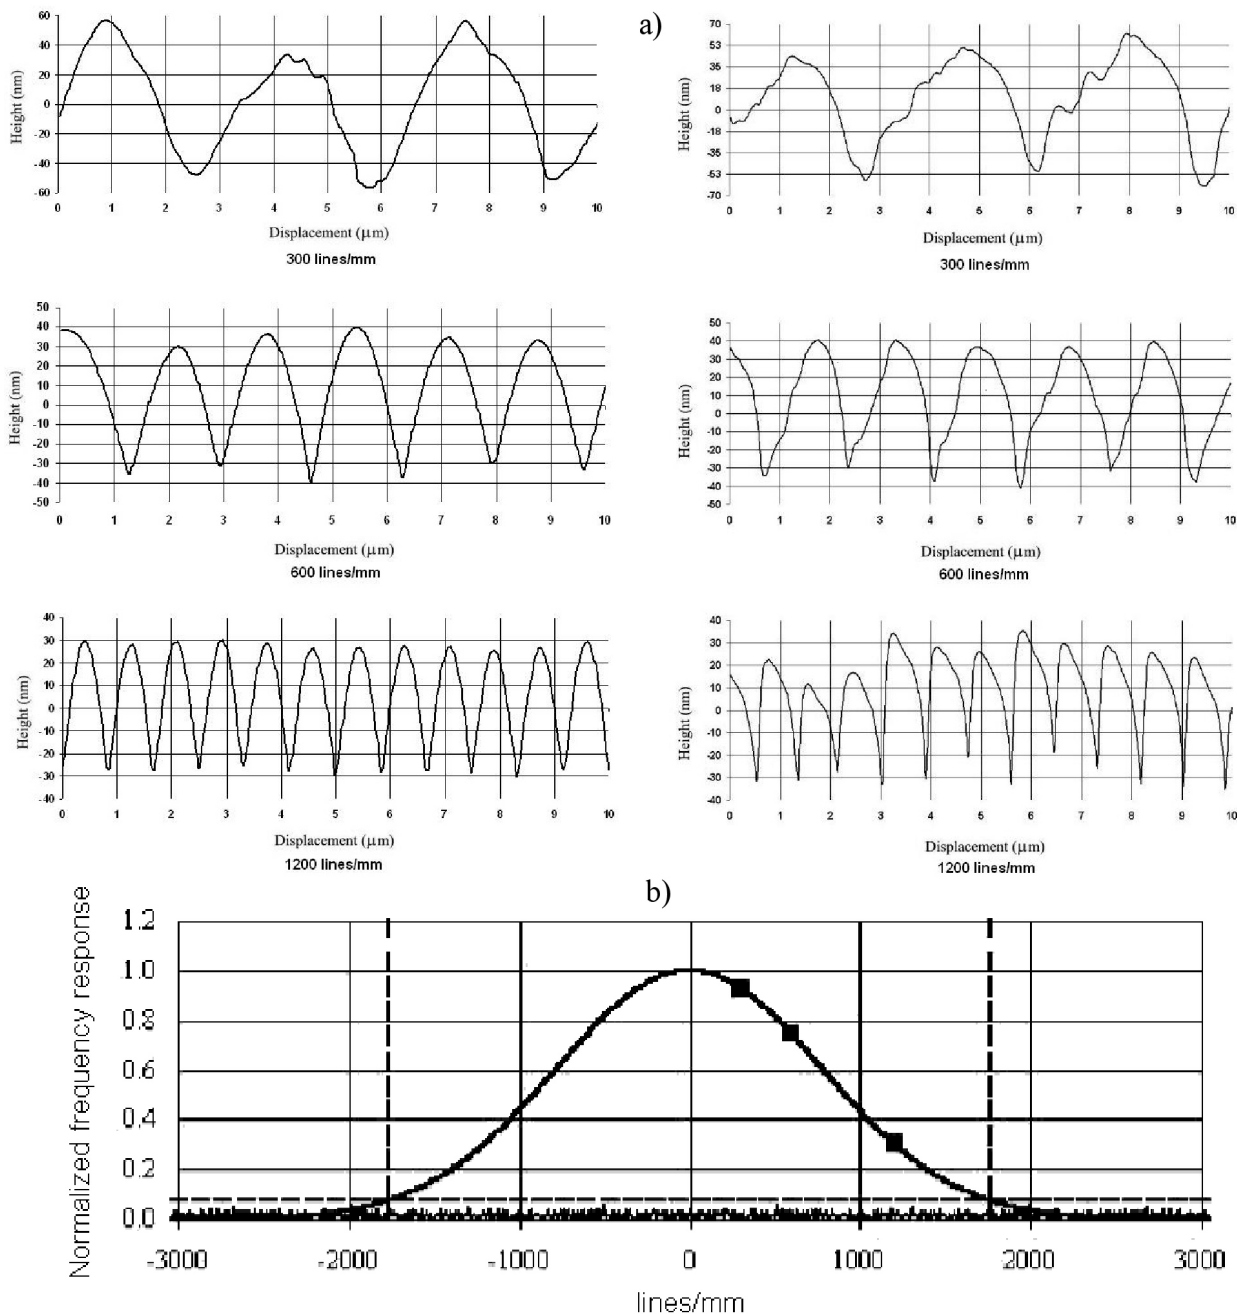 a)
60
40
20
0
-20
-40
-60
Height (nm)
0 1 2 3 4 5 6 7 8 9 10
Displacement (μm)
300 lines/mm
70
53
35
18
0
-18
-35
-53
-70
Height (nm)
0 1 2 3 4 5 6 7 8 9 10
Displacement (μm)
300 lines/mm
50
40
30
20
10
0
-10
-20
-30
-40
-50
Height (nm)
0 1 2 3 4 5 6 7 8 9 10
Displacement (μm)
600 lines/mm
50
40
30
20
10
0
-10
-20
-30
-40
-50
Height (nm)
0 1 2 3 4 5 6 7 8 9 10
Displacement (μm)
600 lines/mm
40
30
20
10
0
-10
-20
-30
-40
Height (nm)
0 1 2 3 4 5 6 7 8 9 10
Displacement (μm)
1200 lines/mm
40
30
20
10
0
-10
-20
-30
-40
Height (nm)
0 1 2 3 4 5 6 7 8 9 10
Displacement (μm)
1200 lines/mm
b)
Normalized frequency response
1.2
1.0
0.8
0.6
0.4
0.2
0.0
-3000 -2000 -1000 0 1000 2000 3000
lines/mm